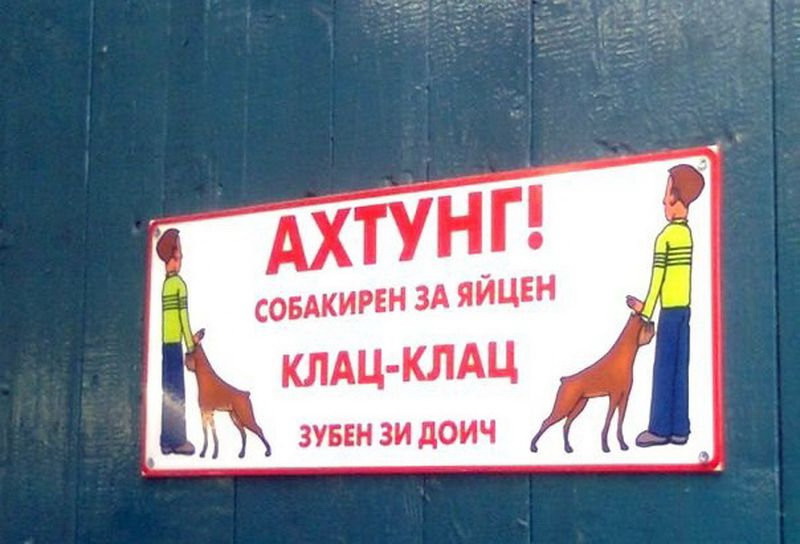 АХТУНГ!
СОБАКИРЕН ЗА ЯЙЦЕН
КЛАЦ-КЛАЦ
ЗУБЕН ЗИ ДОИЧ